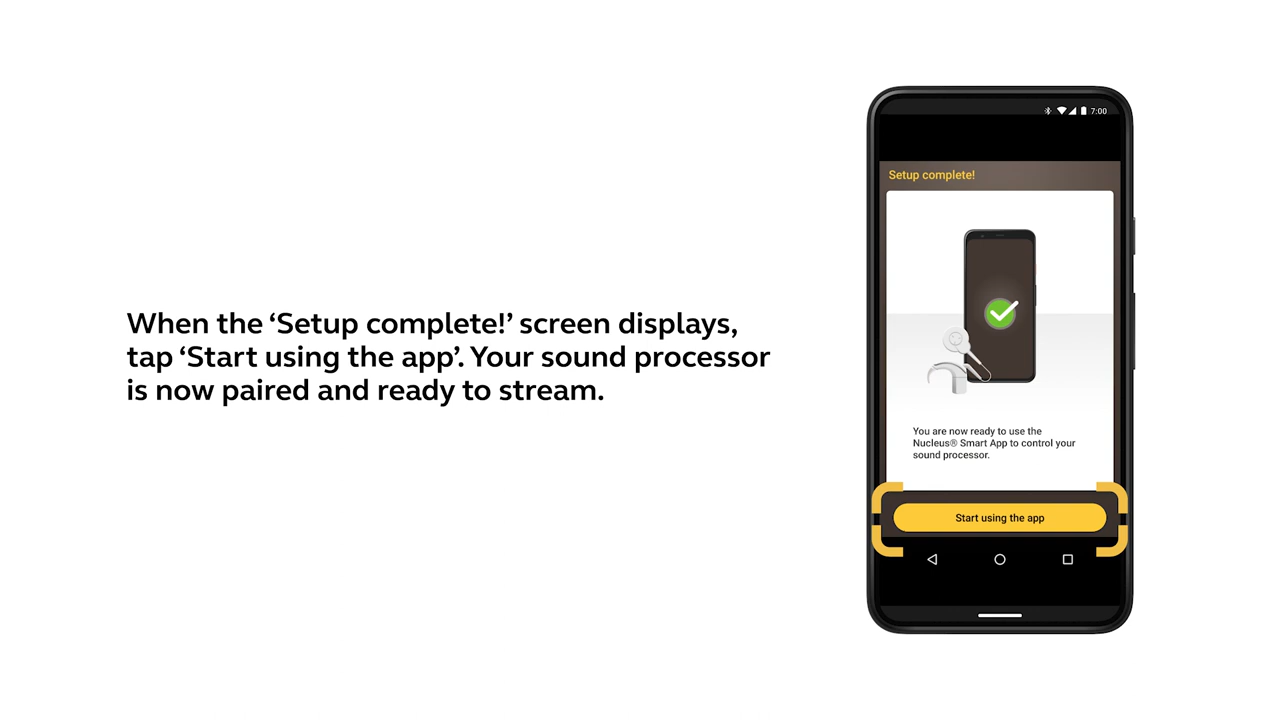 When the ‘Setup complete!’ screen displays,
tap ‘Start using the app’. Your sound processor
is now paired and ready to stream.
7:00
Setup complete!
You are now ready to use the
Nucleus® Smart App to control your
sound processor.
Start using the app